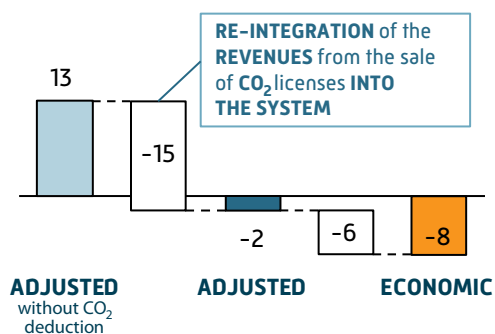 RE-INTEGRATION of the
REVENUES from the sale
of CO₂ licenses INTO
THE SYSTEM
13
-15
-2
-6
-8
ADJUSTED
without CO₂
deduction
ADJUSTED
ECONOMIC